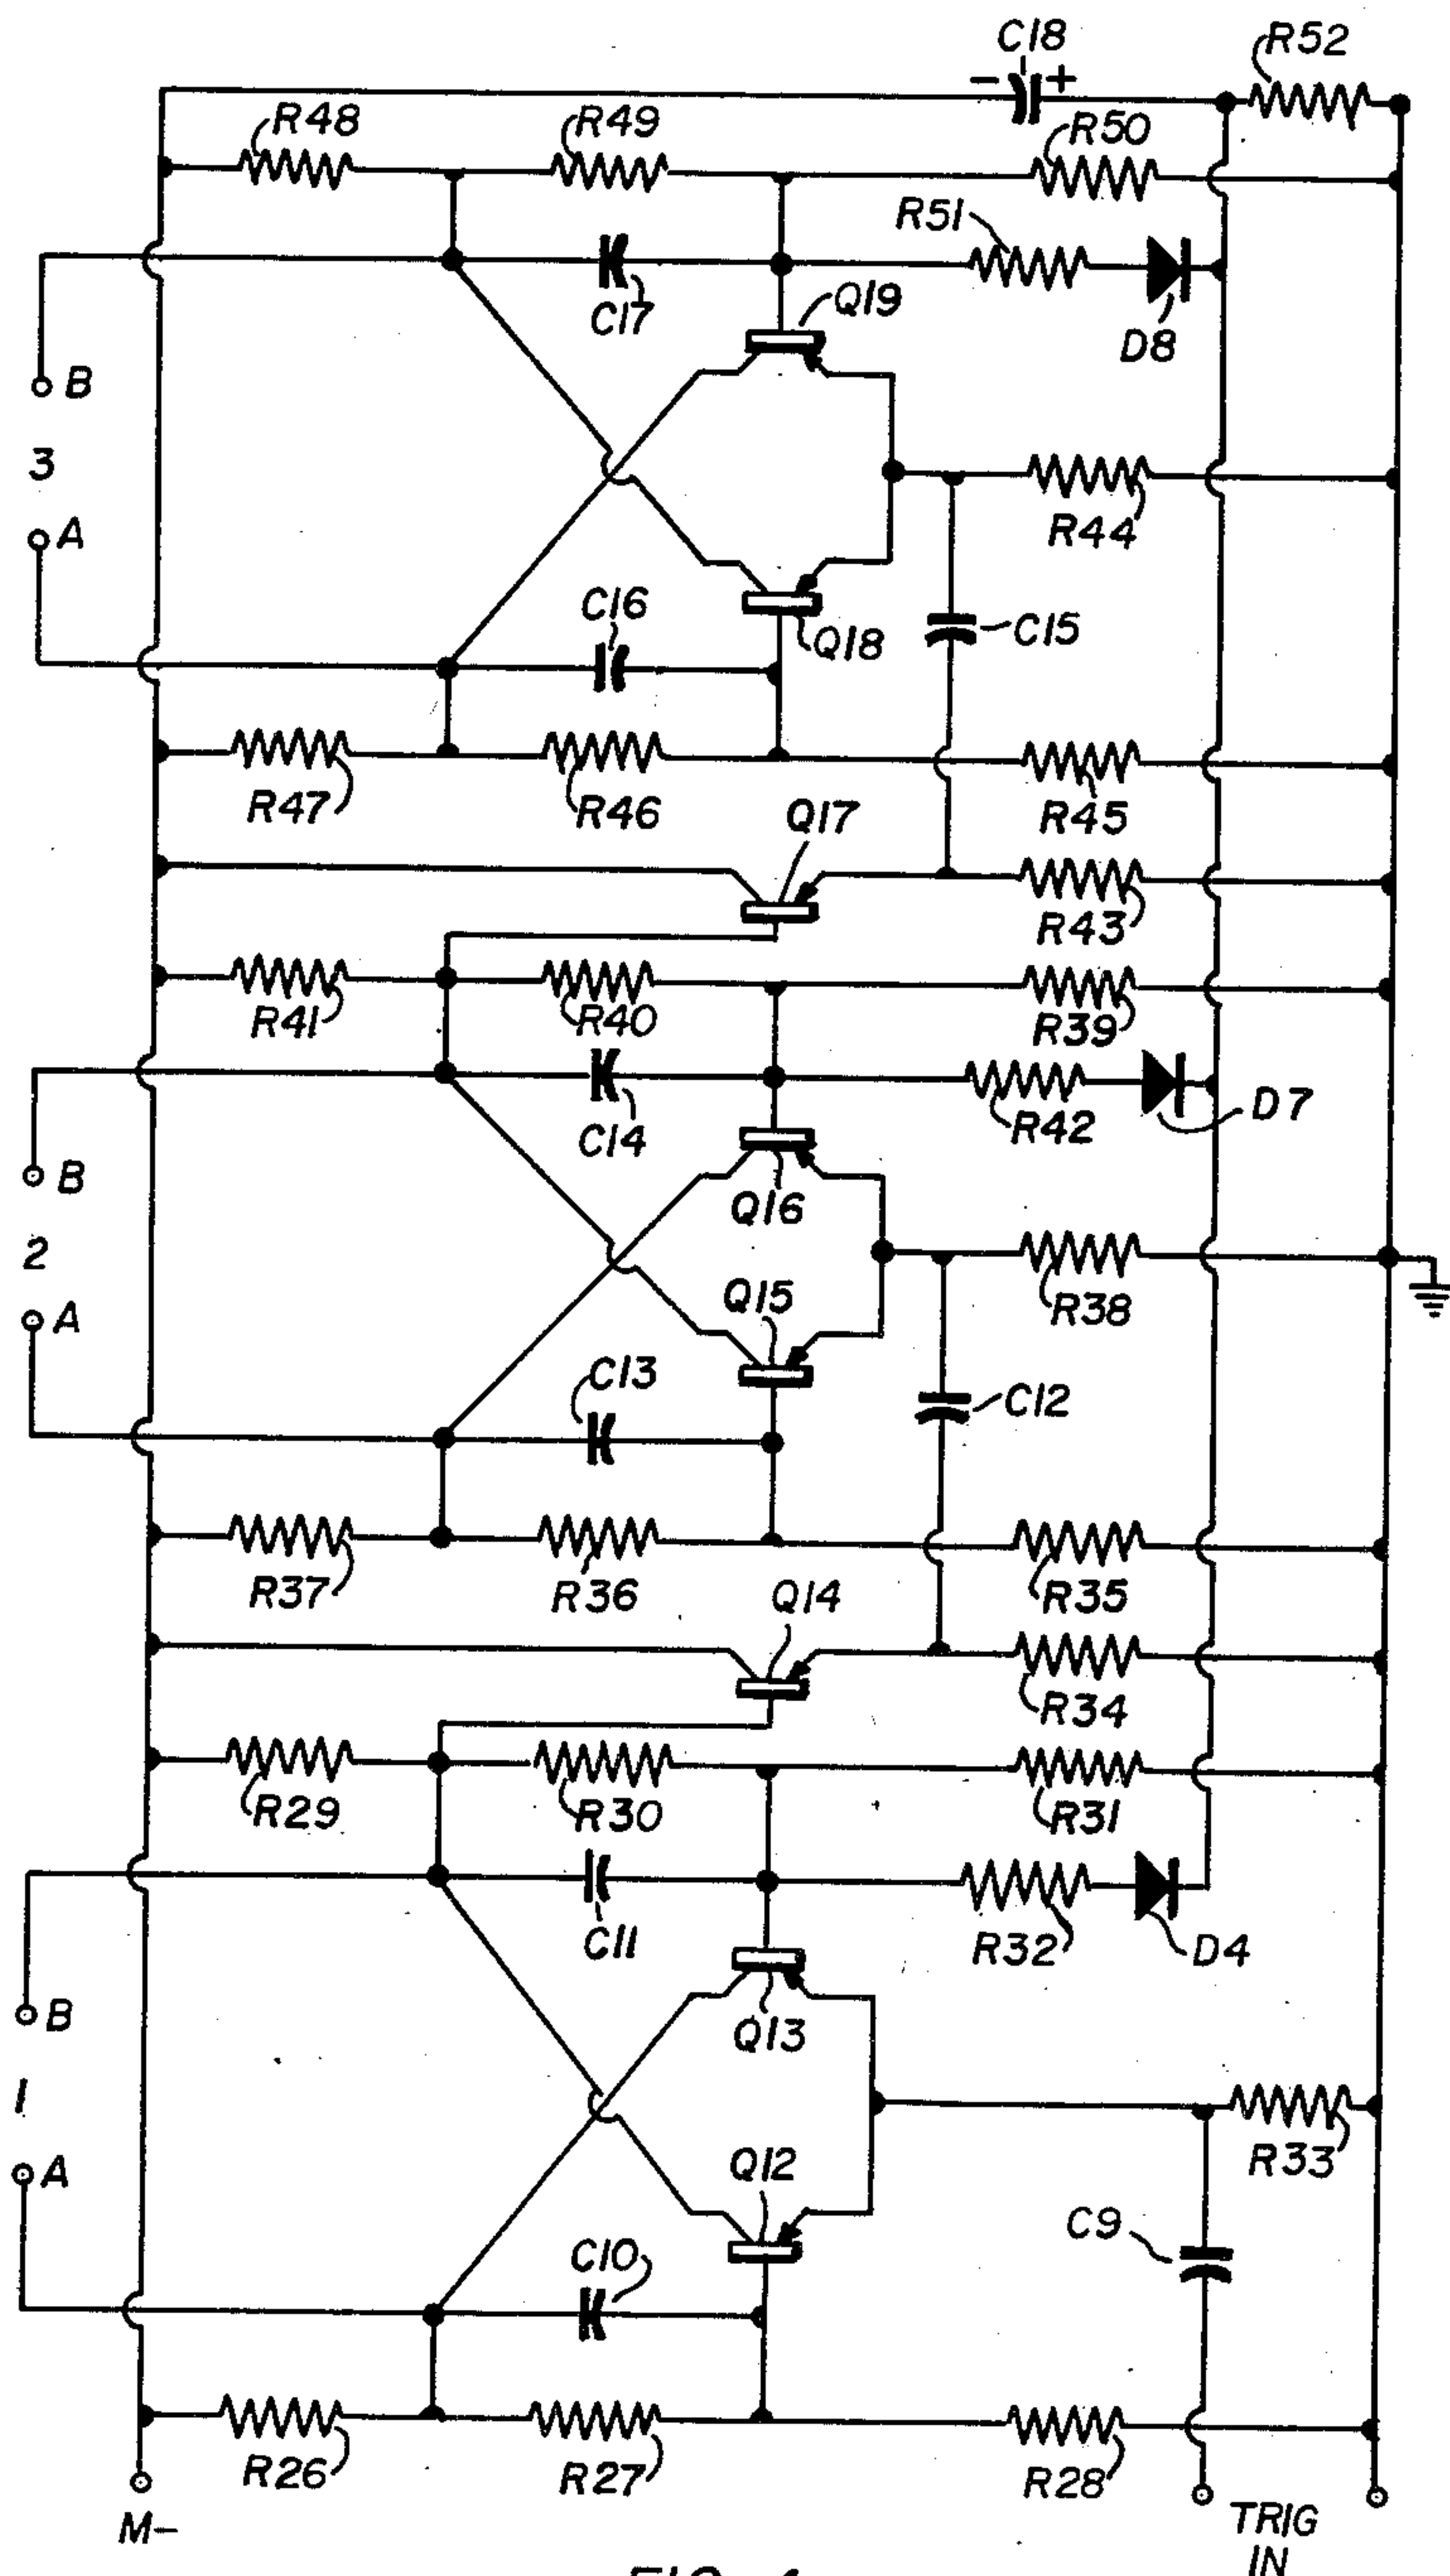 C18
R52
- +
R48
R49
R50
R51
C17
Q19
D8
B
3
A
R44
C16
Q18
C15
R47
R46
R45
Q17
R43
R41
R40
R39
C14
R42
D7
B
Q16
2
A
Q15
R38
C13
C12
R37
R36
R35
Q14
R34
R29
R30
R31
C11
R32
D4
B
Q13
1
A
Q12
R33
C10
C9
R26
R27
R28
M-
TRIG
IN